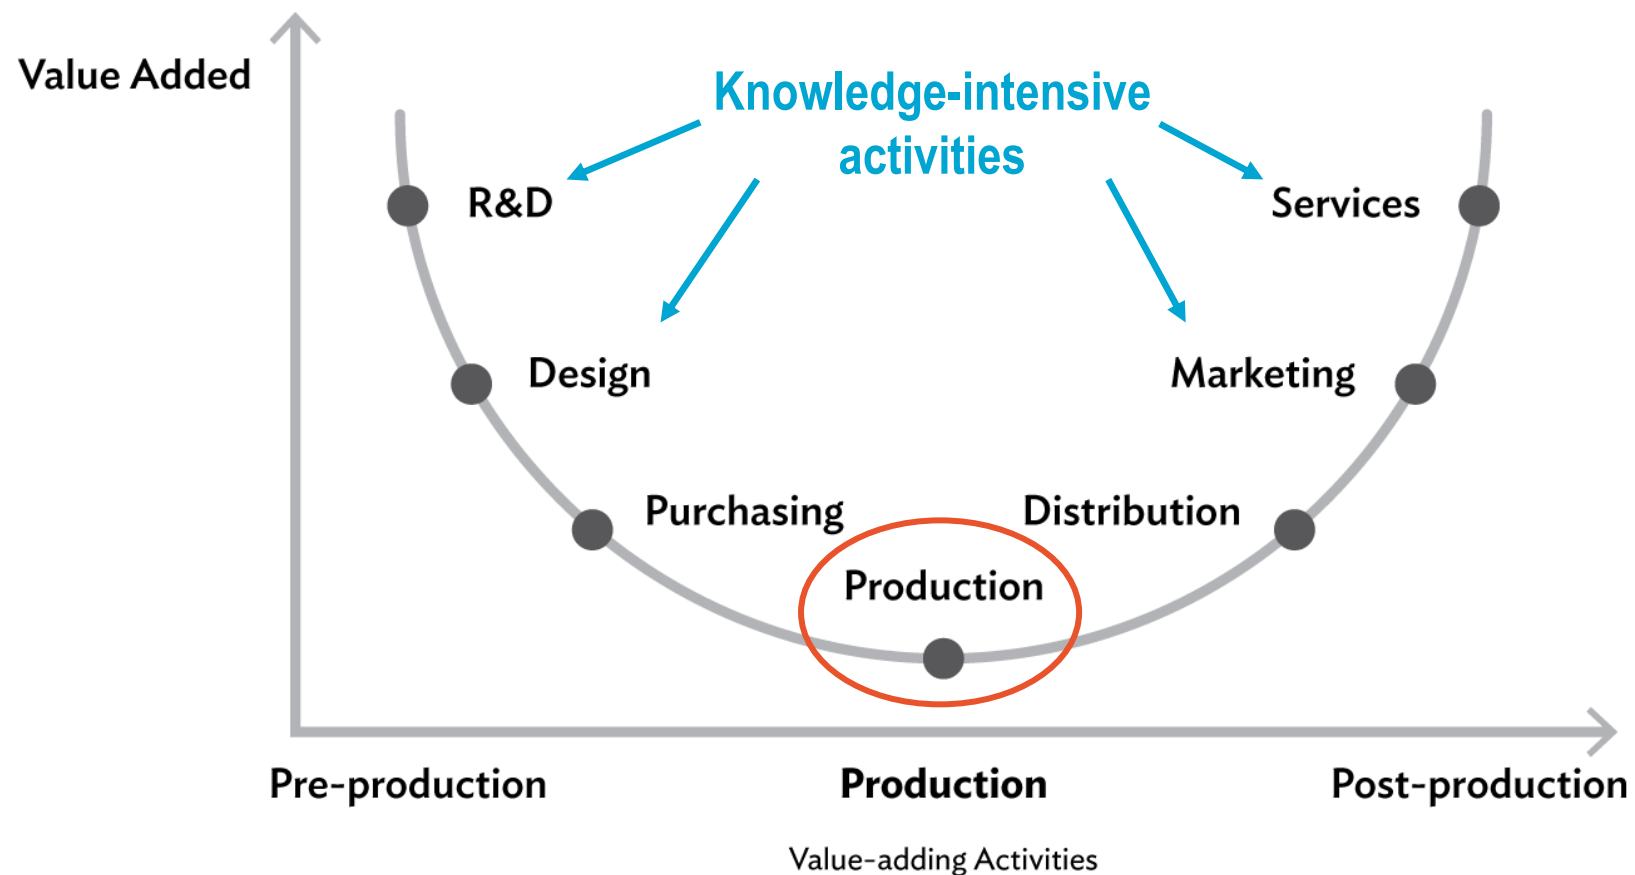 Value Added
Knowledge-intensive
activities
R&D
Services
Design
Marketing
Purchasing
Distribution
Production
Pre-production
Production
Post-production
Value-adding Activities